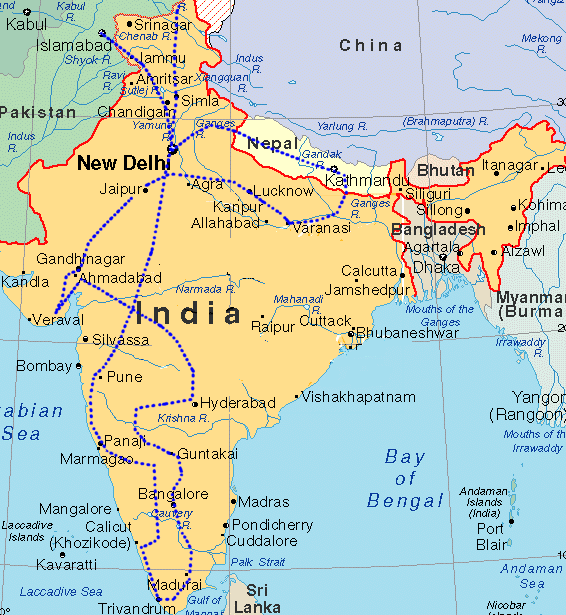 Kabul
Srinagar
Chenab R.
Islamabad
Shyok R.
Jammu
Indus
R.
China
Mekong
R.
Ravi
R.
Amritsar
Xiangquan
R.
Sutlej R.
Simla
Chandigarh
Pakistan
Yamuna
R.
Ganges
R.
Yarlung R.
(Brahmaputra R.)
30
Indus
R.
Nepal
New Delhi
Gandak
R.
Bhutan
Itanagar
Kathmandu
Jaipur
Agra
Lucknow
Siliguri
Sillong
Kohima
Kanpur
Ganges
R.
Allahabad
Varanasi
Bangladesh
Imphal
Agartala
Aizawl
Gandhinagar
Dhaka
Kandla
Ahmadabad
Calcutta
Jamshedpur
Narmada R.
Mahanadi
R.
Myanmar
(Burma
Mouths of the
Ganges
Veraval
India
Raipur
Cuttack
Bhubaneshwar
20
Silvassa
Irrawaddy
R.
Bombay
Pune
Hyderabad
Vishakhapatnam
Yangon
(Rangoon)
Arabian
Sea
Krishna R.
Mouths of the
Irrawaddy
Panaji
Marmagao
Guntakai
Bay
of
Bengal
Bangalore
Andaman
Islands
(India)
Mangalore
Madras
Cauvery
R.
Laccadive
Islands
Calicut
(Khozikode)
Pondicherry
Cuddalore
Port
Blair
Kavaratti
Palk Strait
10
Andaman
Sea
Laccadive Sea
Madurai
Sri
Lanka
Trivandrum
Gulf of
Nicobar